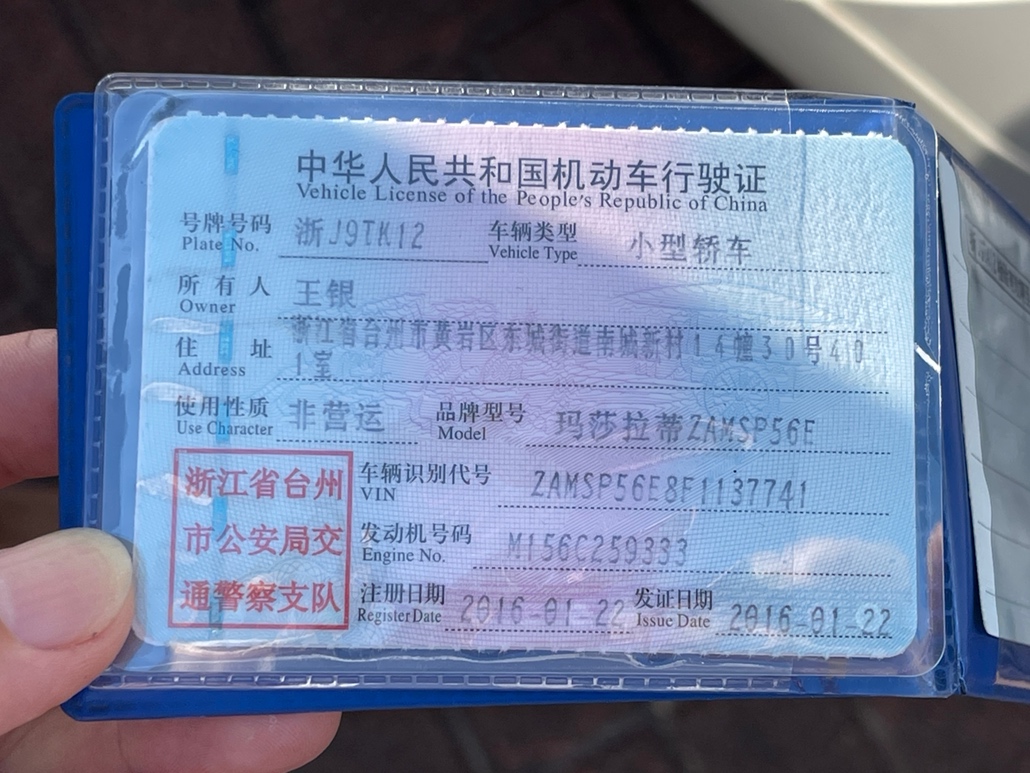 中华人民共和国机动车行驶证
Vehicle License of the People's Republic of China
号牌号码 浙J9TK12 车辆类型 小型轿车
Plate No. Vehicle Type
所有人 王银
Owner
浙江省台州市黄岩区东城街道南城新村14幢30号40
住址 1室
Address
使用性质 非营运 品牌型号 玛莎拉蒂ZAMSP56E
Use Character Model
浙江省台州 车辆识别代号 ZAMSP56E8F1137741
VIN
市公安局交 发动机号码 M156C259333
Engine No.
通警察支队 注册日期 2016-01-22 发证日期 2016-01-22
Register Date Issue Date